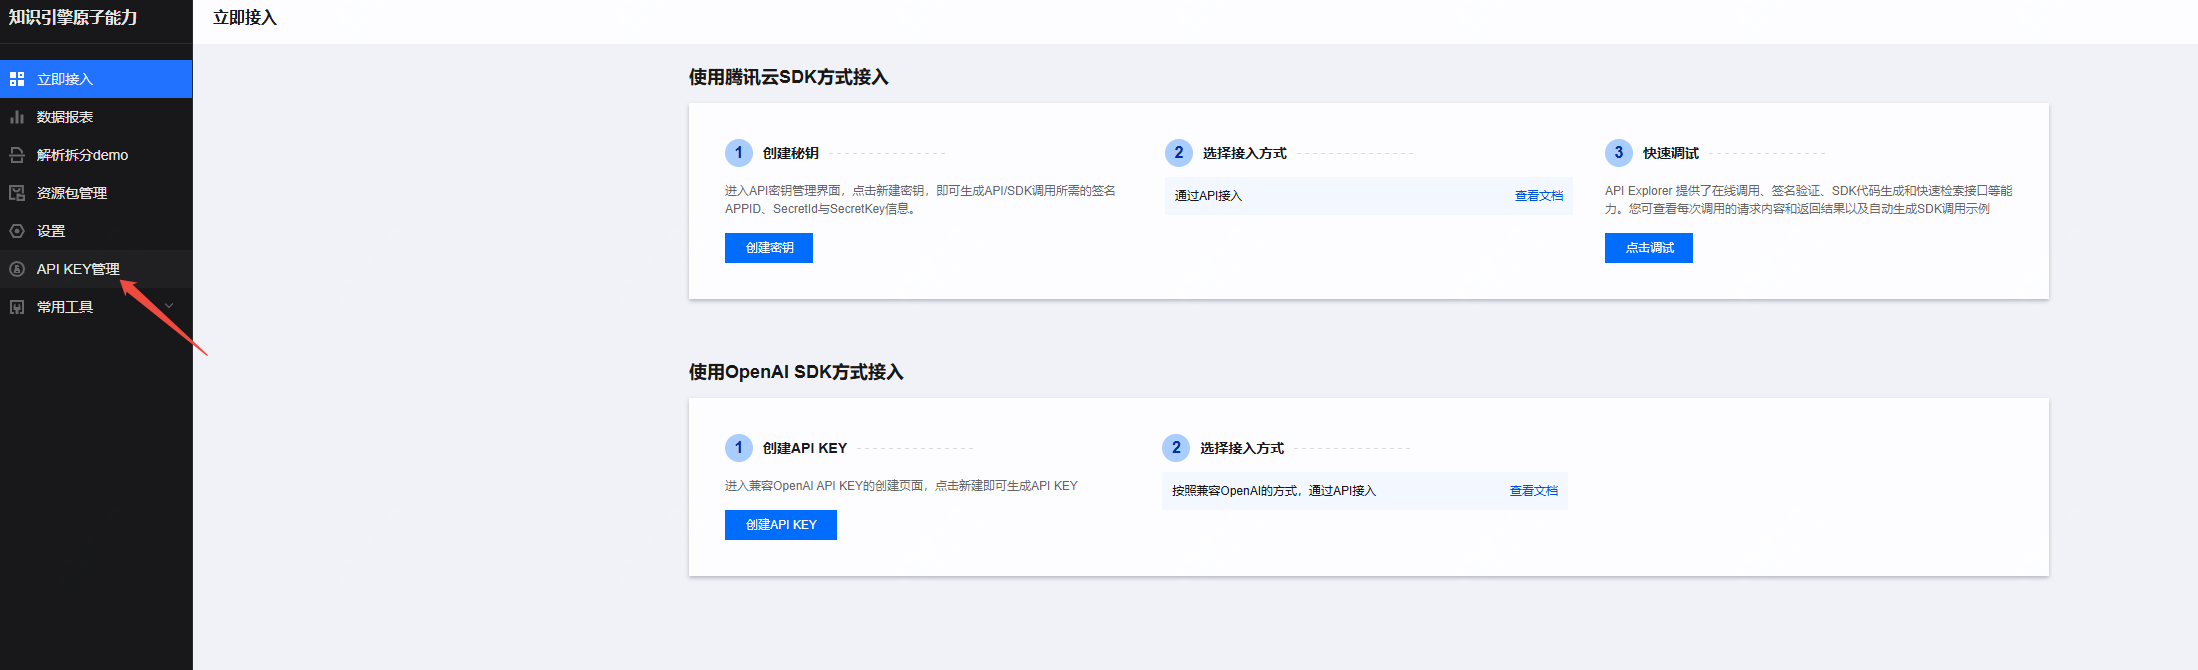 知识引擎原子能力
立即接入
数据报表
解析拆分demo
资源包管理
设置
API KEY管理
常用工具
立即接入
使用腾讯云SDK方式接入
1 创建秘钥
进入API密钥管理界面，点击新建密钥，即可生成API/SDK调用所需的签名
APPID、SecretId与SecretKey信息。
创建密钥
2 选择接入方式
通过API接入 查看文档
3 快速调试
API Explorer 提供了在线调用、签名验证、SDK代码生成和快速检索接口等能
力。您可查看每次调用的请求内容和返回结果以及自动生成SDK调用示例
点击调试
使用OpenAI SDK方式接入
1 创建API KEY
进入兼容OpenAI API KEY的创建页面，点击新建即可生成API KEY
创建API KEY
2 选择接入方式
按照兼容OpenAI的方式，通过API接入 查看文档